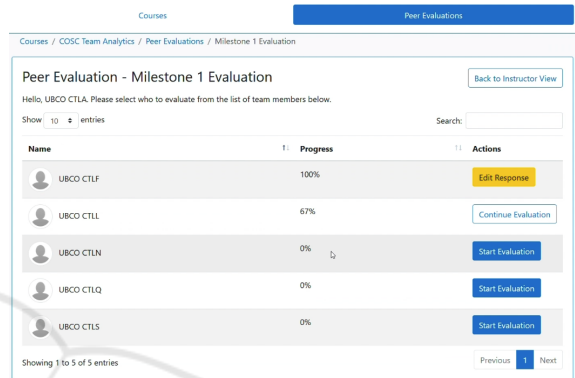 Courses Peer Evaluations
Courses / COSC Team Analytics / Peer Evaluations / Milestone 1 Evaluation
Peer Evaluation - Milestone 1 Evaluation Back to Instructor View
Hello, UBCO CTLA. Please select who to evaluate from the list of team members below.
Show 10 entries Search:
Name Progress Actions
UBCO CTLF 100% Edit Response
UBCO CTLL 67% Continue Evaluation
UBCO CTLN 0% Start Evaluation
UBCO CTLQ 0% Start Evaluation
UBCO CTLS 0% Start Evaluation
Showing 1 to 5 of 5 entries Previous 1 Next